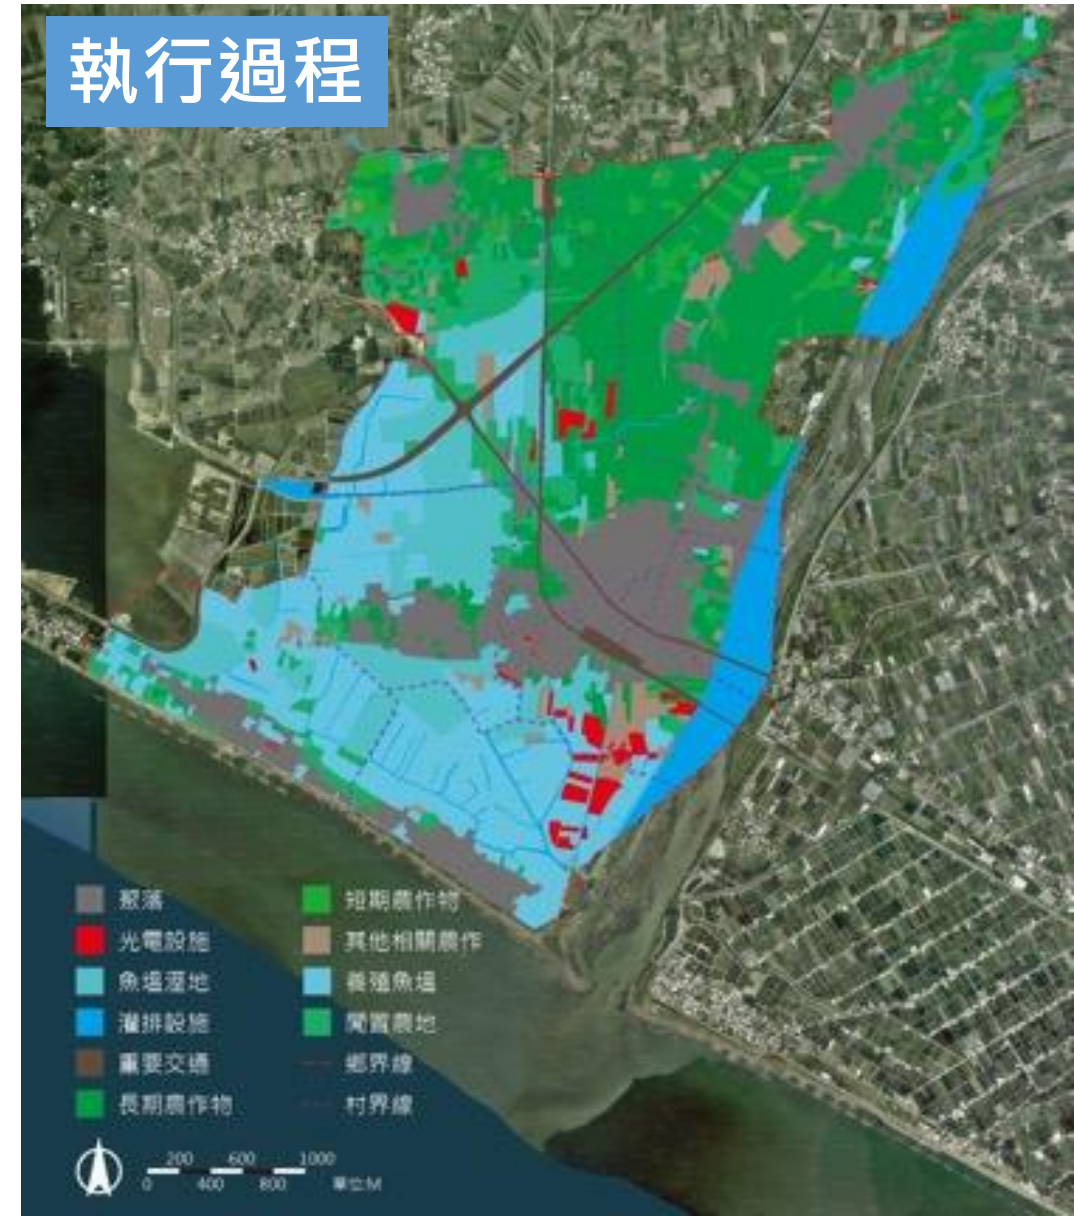 執行過程
聚落
光電設施
魚塭溼地
灌排設施
重要交通
長期農作物
短期農作物
其他相關農作
養殖魚塭
閒置農地
鄉界線
村界線
200 600 1000
0 400 800 單位:M